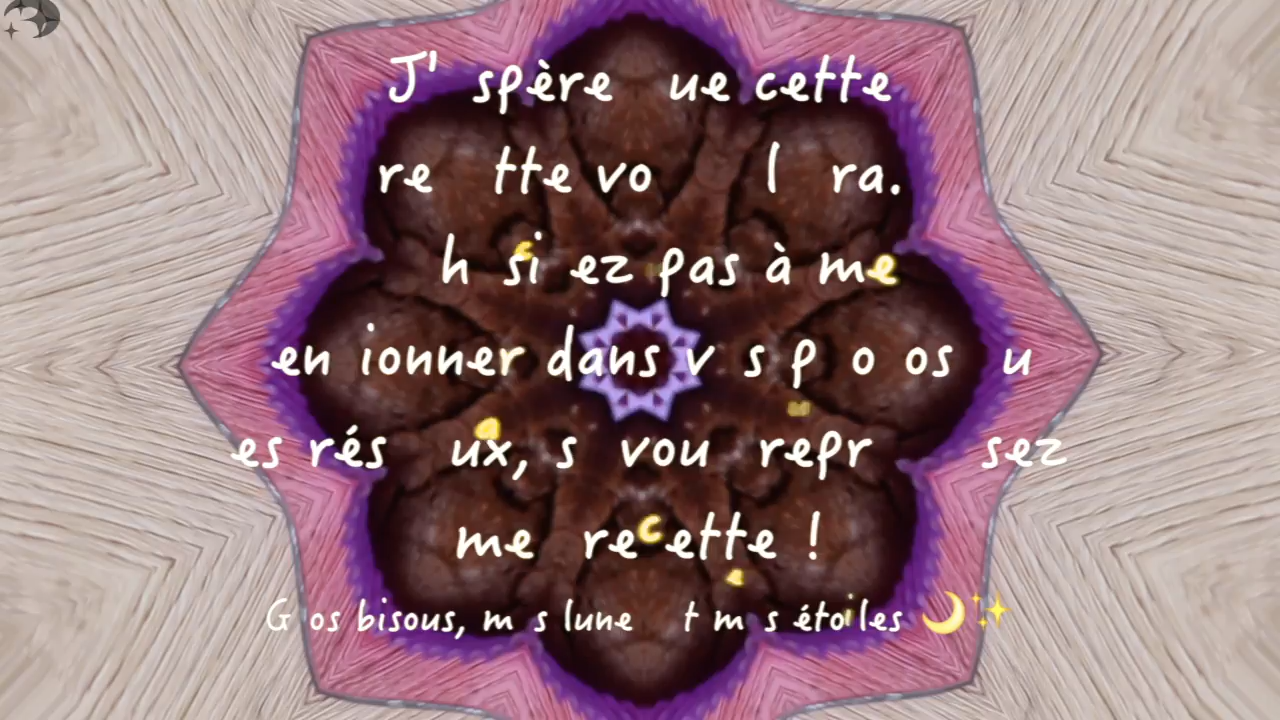 J' spère ue cette
re tte vo l ra.
h si ez pas à me
en ionner dans v s p o os u
es rés ux, s vou repr sez
me recette !
G os bisous, m s lune t m s étoiles 🌙✨